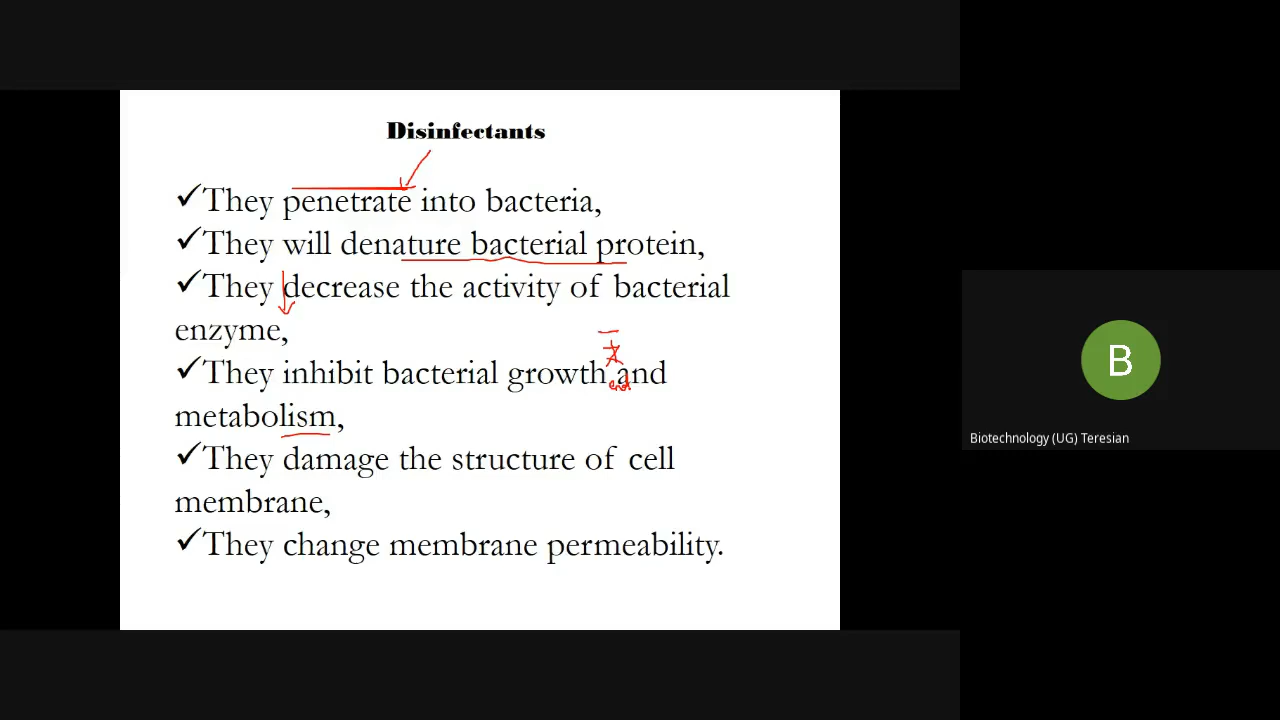 Disinfectants
✓They penetrate into bacteria,
✓They will denature bacterial protein,
✓They decrease the activity of bacterial
enzyme,
✓They inhibit bacterial growth and
metabolism,
✓They damage the structure of cell
membrane,
✓They change membrane permeability.
B
Biotechnology (UG) Teresian